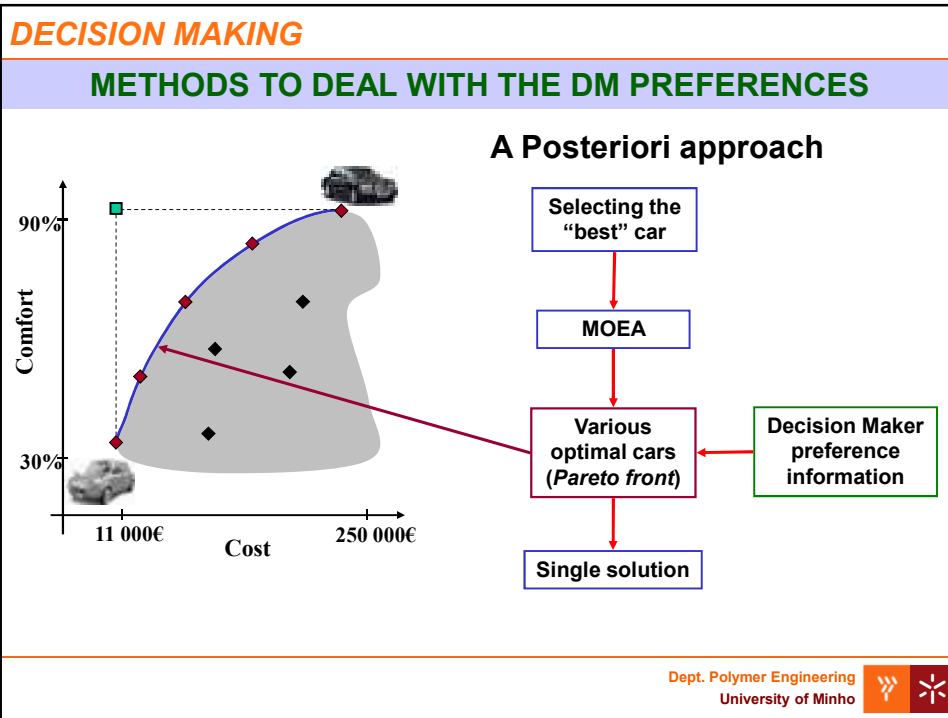 DECISION MAKING
METHODS TO DEAL WITH THE DM PREFERENCES
A Posteriori approach
90%
Comfort
30%
11 000€
Cost
250 000€
Selecting the
“best” car
MOEA
Various
optimal cars
(Pareto front)
Decision Maker
preference
information
Single solution
Dept. Polymer Engineering
University of Minho